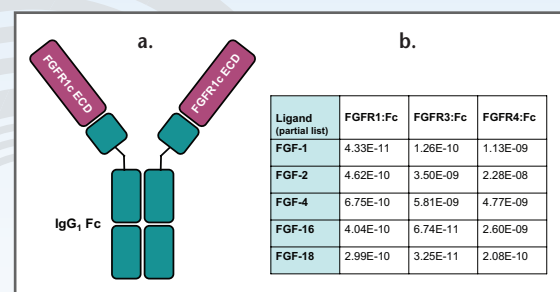 a.
b.
FGFR1c ECD
FGFR1c ECD
IgG₁ Fc
Ligand (partial list) FGFR1:Fc FGFR3:Fc FGFR4:Fc
FGF-1 4.33E-11 1.26E-10 1.13E-09
FGF-2 4.62E-10 3.50E-09 2.28E-08
FGF-4 6.75E-10 5.81E-09 4.77E-09
FGF-16 4.04E-10 6.74E-11 2.60E-09
FGF-18 2.99E-10 3.25E-11 2.08E-10